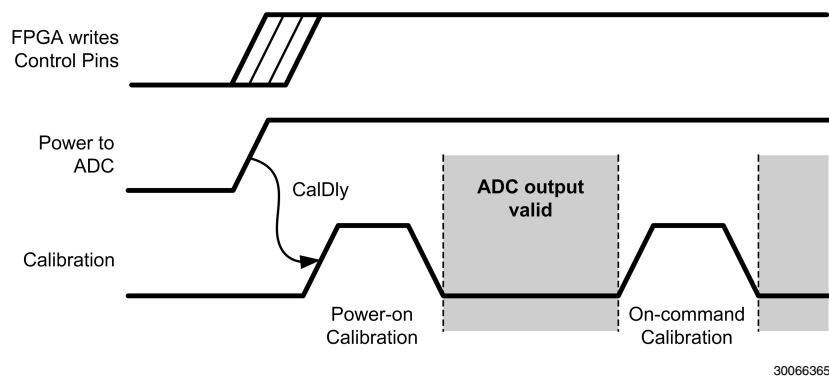 FPGA writes
Control Pins
Power to
ADC
CalDly
ADC output
valid
Calibration
Power-on
Calibration
On-command
Calibration
30066365